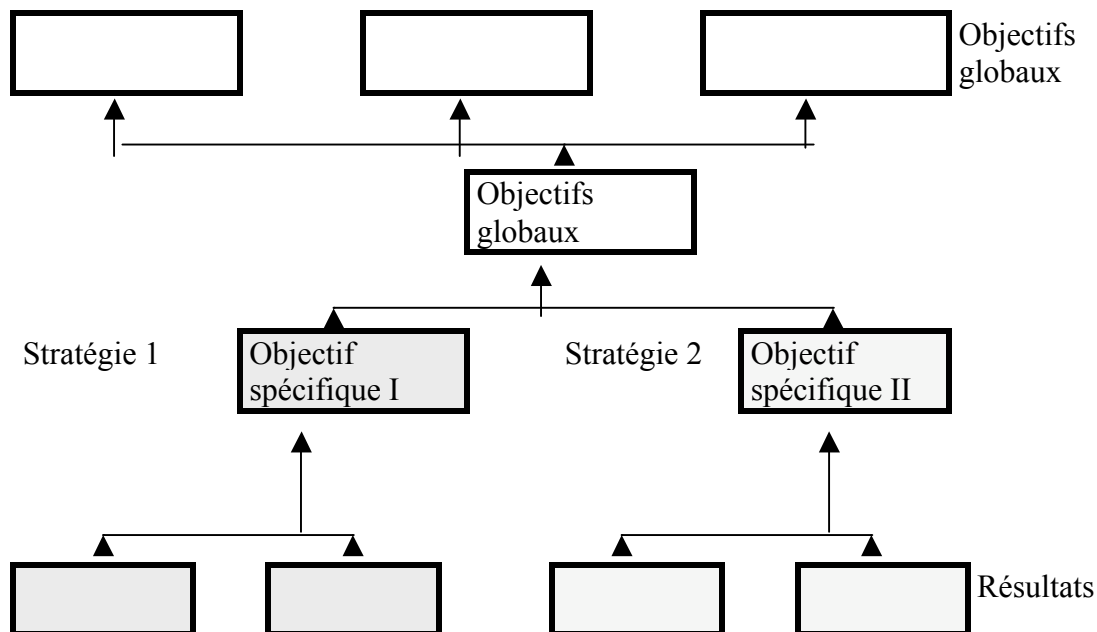 Objectifs
globaux
Objectifs
globaux
Stratégie 1
Objectif
spécifique I
Stratégie 2
Objectif
spécifique II
Résultats